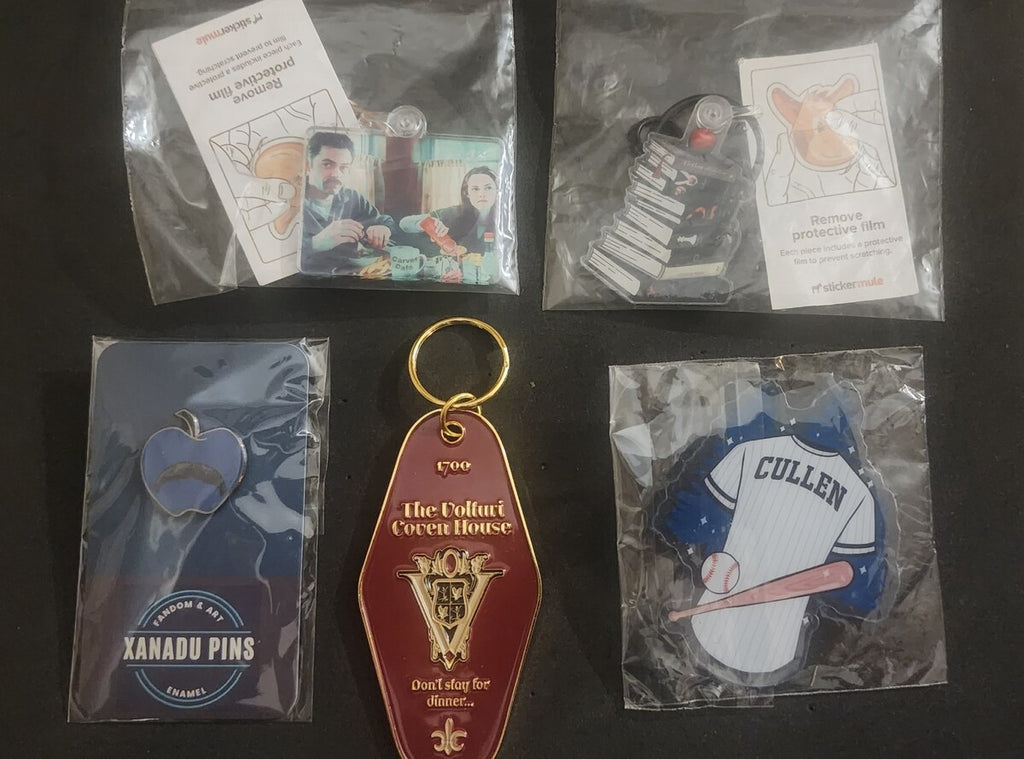 stickermule
Each piece includes a protective
film to prevent scratching.
Remove
protective film
Carver
Cafe
Remove
protective film
Each piece includes a protective
film to prevent scratching.
stickermule
FANDOM & ART
XANADU PINS
ENAMEL
1700
The Volturi
Coven House
V
Don't stay for
dinner...
CULLEN